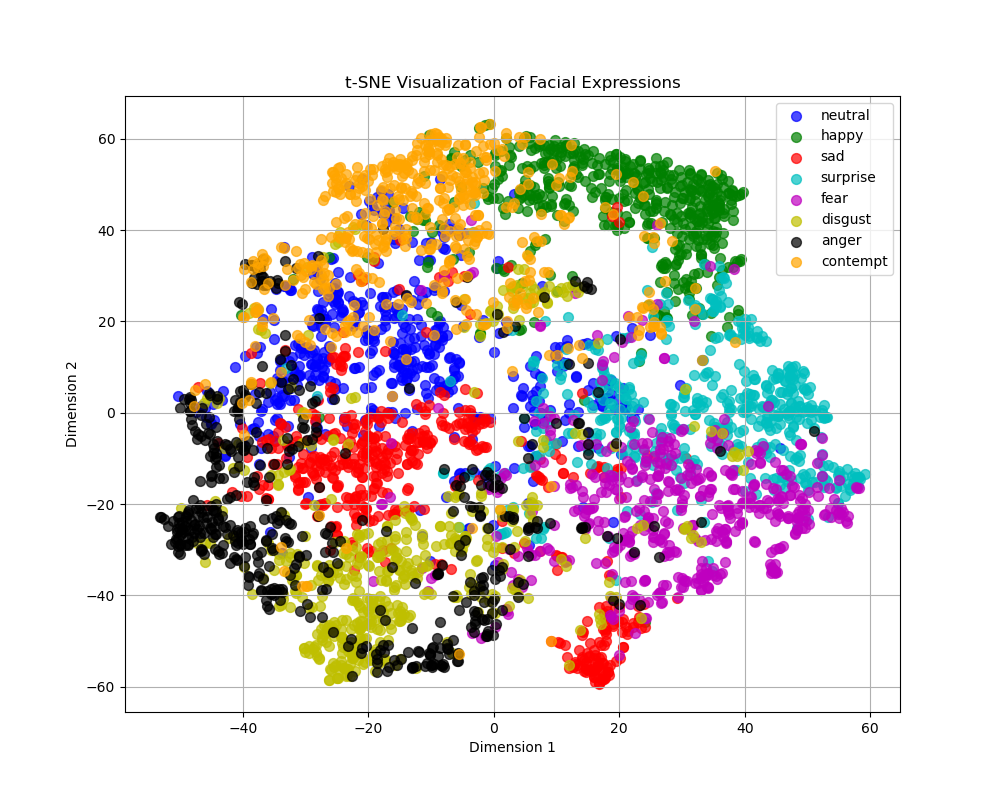 t-SNE Visualization of Facial Expressions
neutral
happy
sad
surprise
fear
disgust
anger
contempt
60
40
20
0
−20
−40
−60
Dimension 2
−40
−20
0
20
40
60
Dimension 1